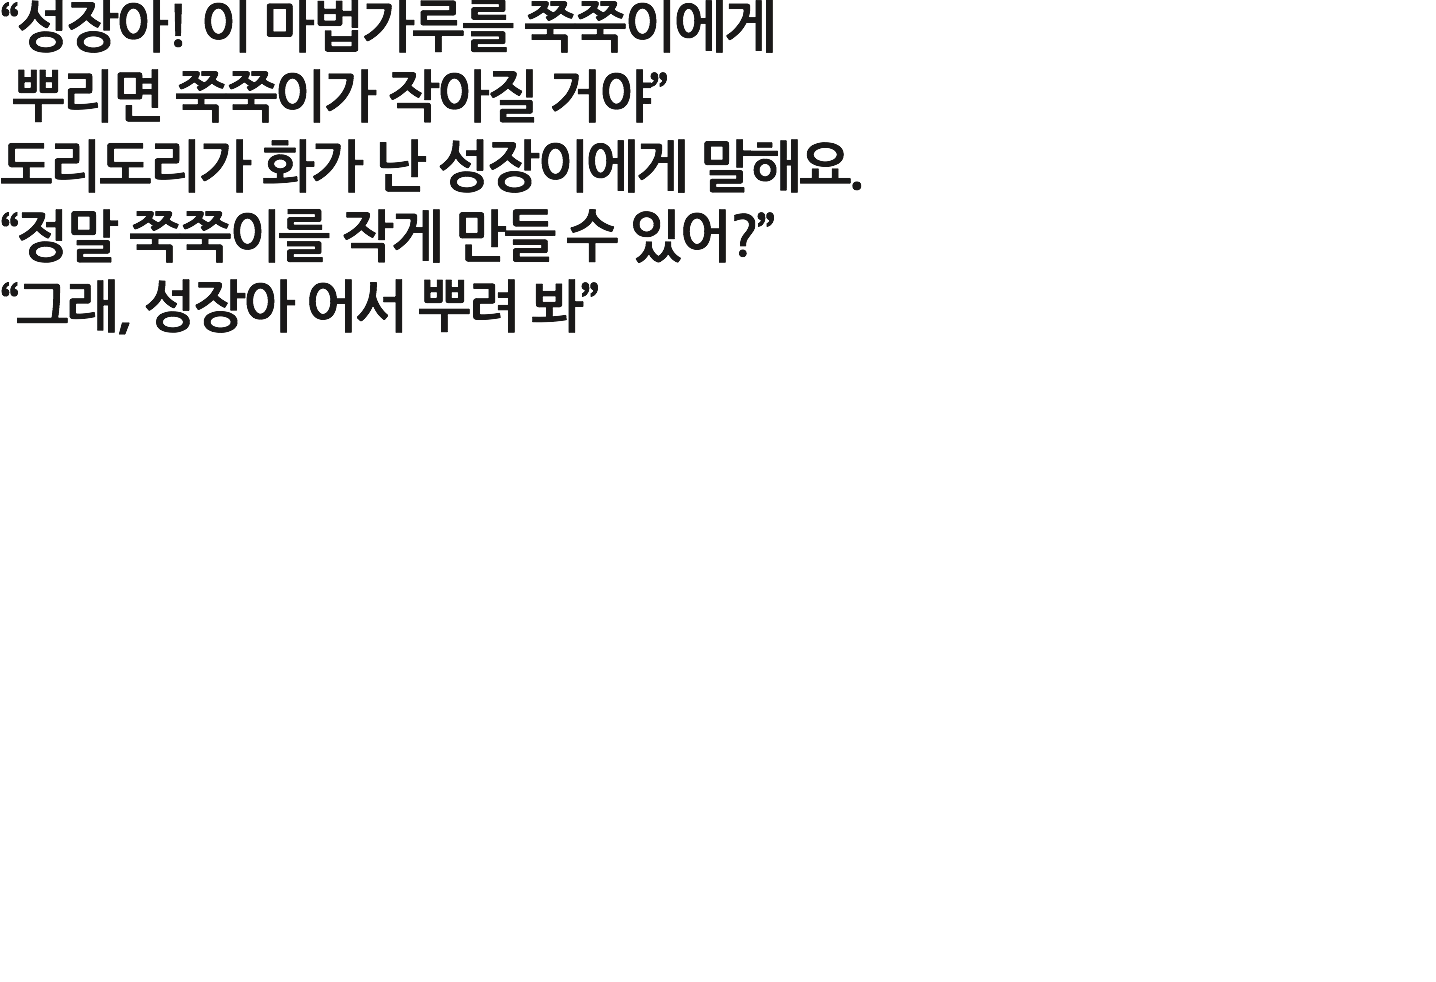 “성장아! 이 마법가루를 쭉쭉이에게
뿌리면 쭉쭉이가 작아질 거야”
도리도리가 화가 난 성장이에게 말해요.
“정말 쭉쭉이를 작게 만들 수 있어?”
“그래, 성장아 어서 뿌려 봐”